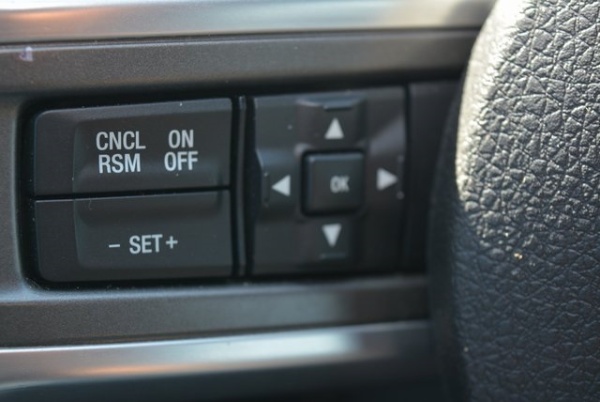 CNCL ON
RSM OFF
- SET +
OK